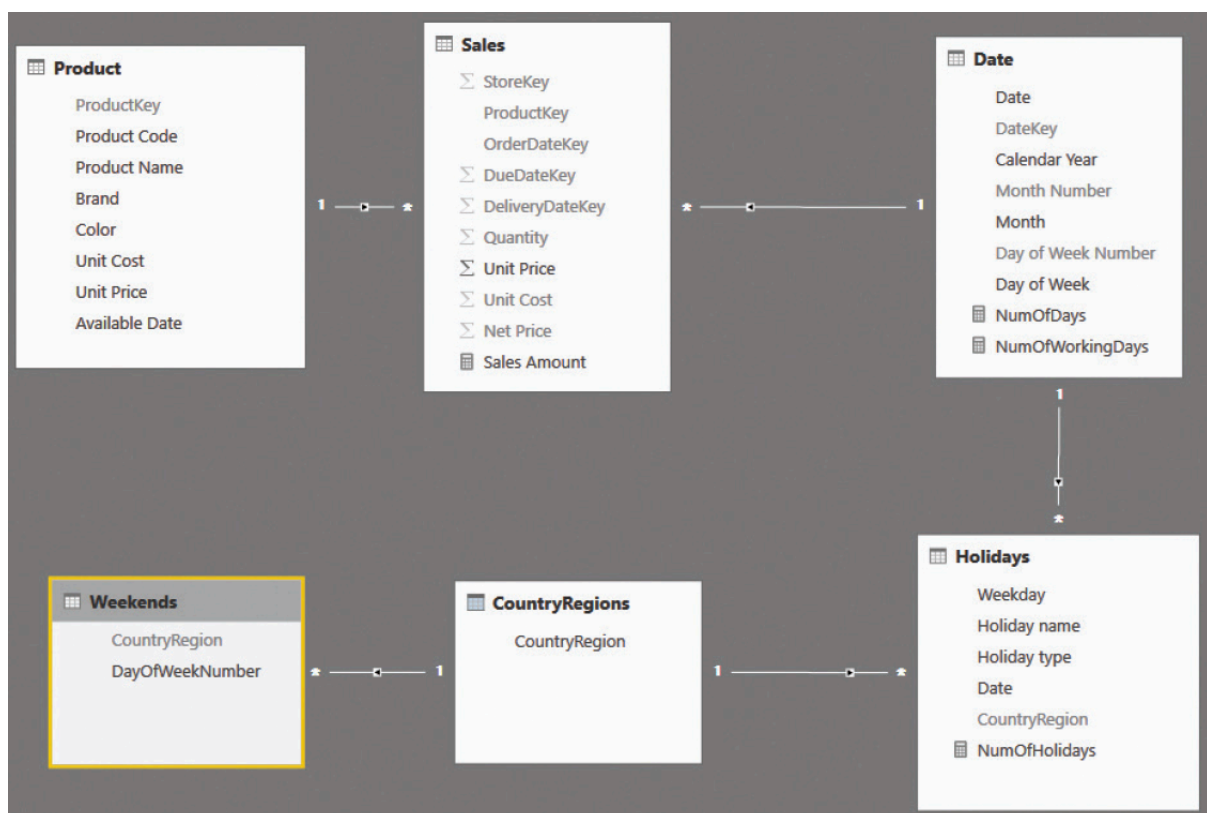 Product
ProductKey
Product Code
Product Name
Brand
Color
Unit Cost
Unit Price
Available Date
1
*
Sales
Σ StoreKey
ProductKey
OrderDateKey
Σ DueDateKey
Σ DeliveryDateKey
Σ Quantity
Σ Unit Price
Σ Unit Cost
Σ Net Price
Sales Amount
*
1
Date
Date
DateKey
Calendar Year
Month Number
Month
Day of Week Number
Day of Week
NumOfDays
NumOfWorkingDays
1
*
Weekends
CountryRegion
DayOfWeekNumber
*
1
CountryRegions
CountryRegion
1
*
Holidays
Weekday
Holiday name
Holiday type
Date
CountryRegion
NumOfHolidays